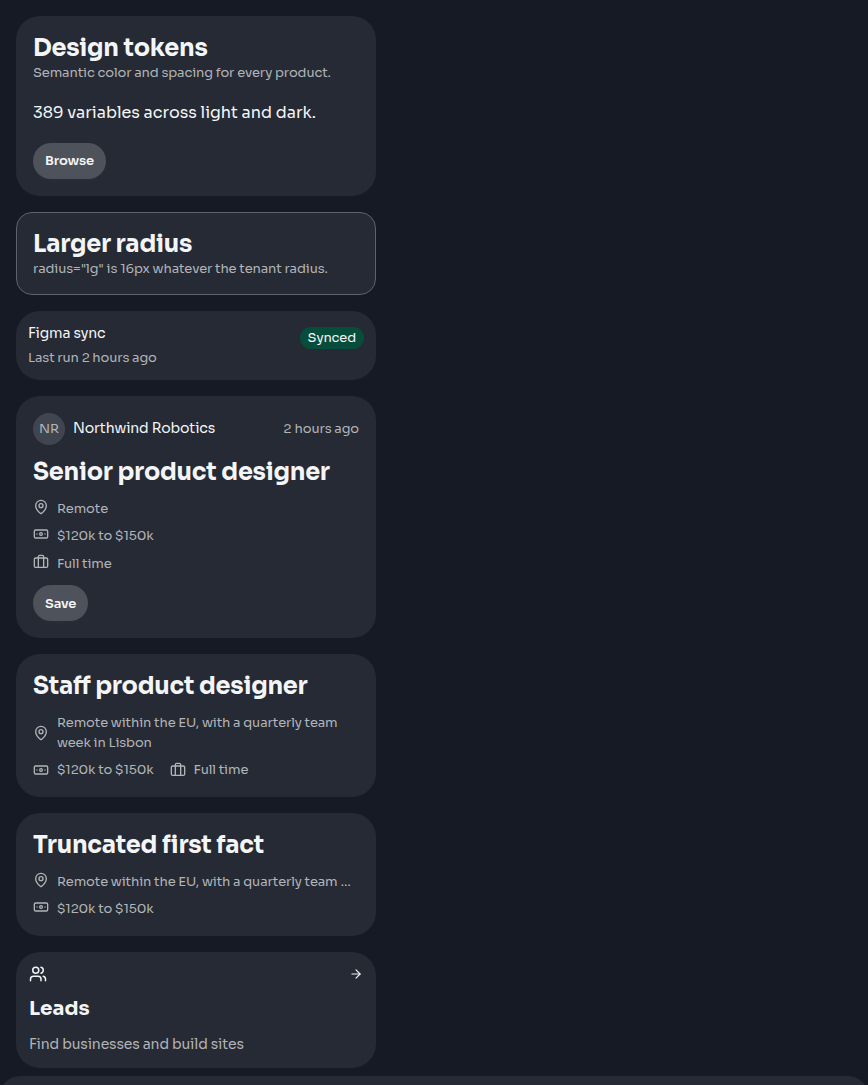 Design tokens
Semantic color and spacing for every product.
389 variables across light and dark.
Browse
Larger radius
radius="lg" is 16px whatever the tenant radius.
Figma sync
Synced
Last run 2 hours ago
NR Northwind Robotics 2 hours ago
Senior product designer
Remote
$120k to $150k
Full time
Save
Staff product designer
Remote within the EU, with a quarterly team
week in Lisbon
$120k to $150k Full time
Truncated first fact
Remote within the EU, with a quarterly team ...
$120k to $150k
Leads
Find businesses and build sites